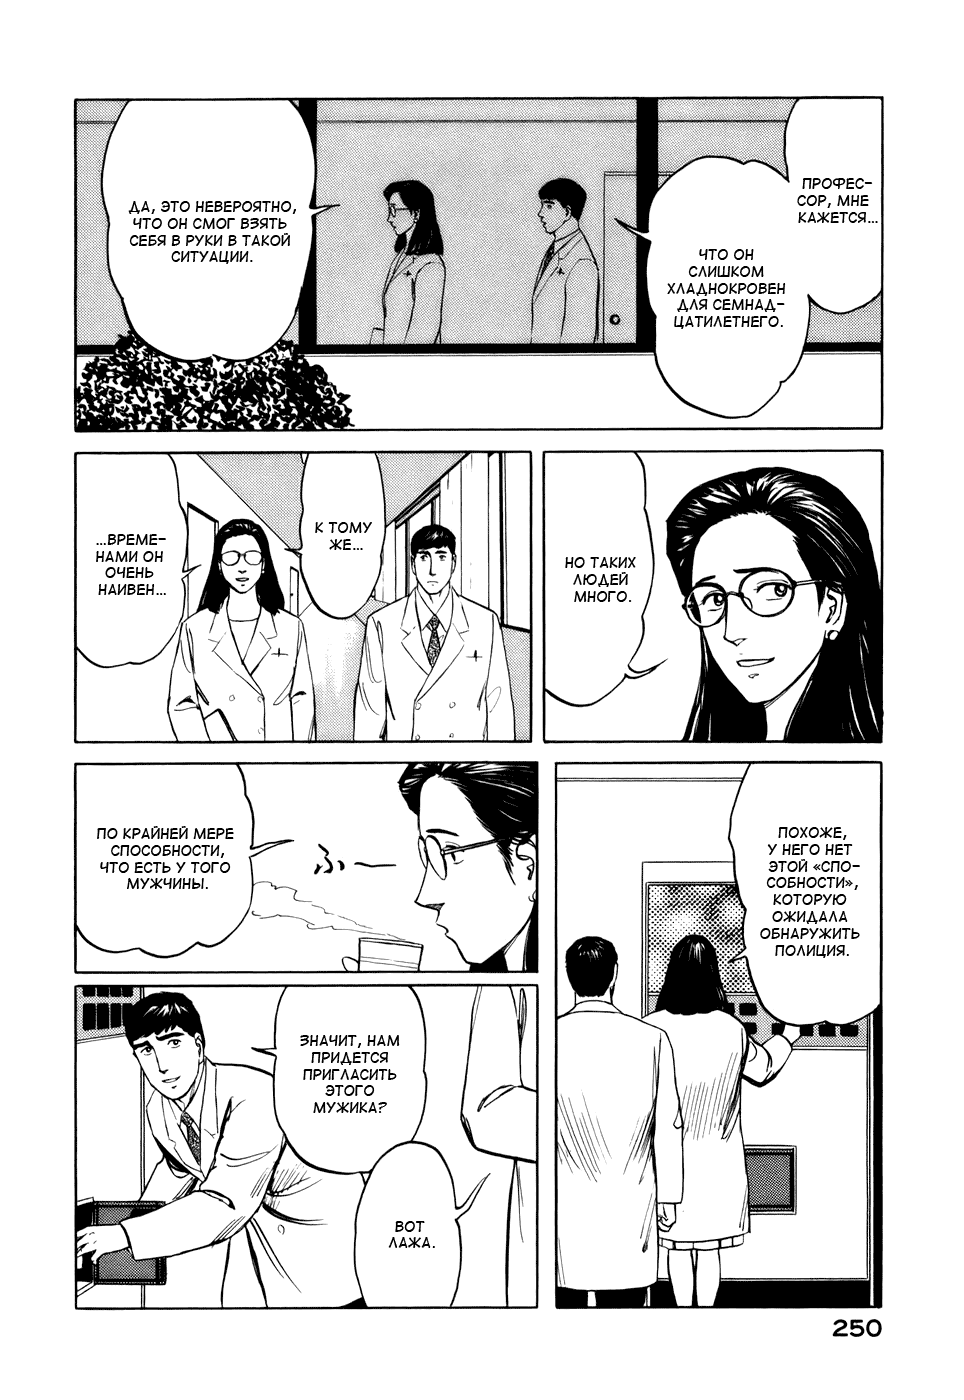 ПРОФЕС-
СОР, МНЕ
КАЖЕТСЯ...
ЧТО ОН
СЛИШКОМ
ХЛАДНОКРОВЕН
ДЛЯ СЕМНАД-
ЦАТИЛЕТНЕГО.
ДА, ЭТО НЕВЕРОЯТНО,
ЧТО ОН СМОГ ВЗЯТЬ
СЕБЯ В РУКИ В ТАКОЙ
СИТУАЦИИ.
НО ТАКИХ
ЛЮДЕЙ
МНОГО.
К ТОМУ
ЖЕ...
...ВРЕМЕ-
НАМИ ОН
ОЧЕНЬ
НАИВЕН...
ПОХОЖЕ,
У НЕГО НЕТ
ЭТОЙ «СПО-
СОБНОСТИ»,
КОТОРУЮ
ОЖИДАЛА
ОБНАРУЖИТЬ
ПОЛИЦИЯ.
ПО КРАЙНЕЙ МЕРЕ
СПОСОБНОСТИ,
ЧТО ЕСТЬ У ТОГО
МУЖЧИНЫ.
ふー
ЗНАЧИТ, НАМ
ПРИДЕТСЯ
ПРИГЛАСИТЬ
ЭТОГО
МУЖИКА?
ВОТ
ЛАЖА.
250